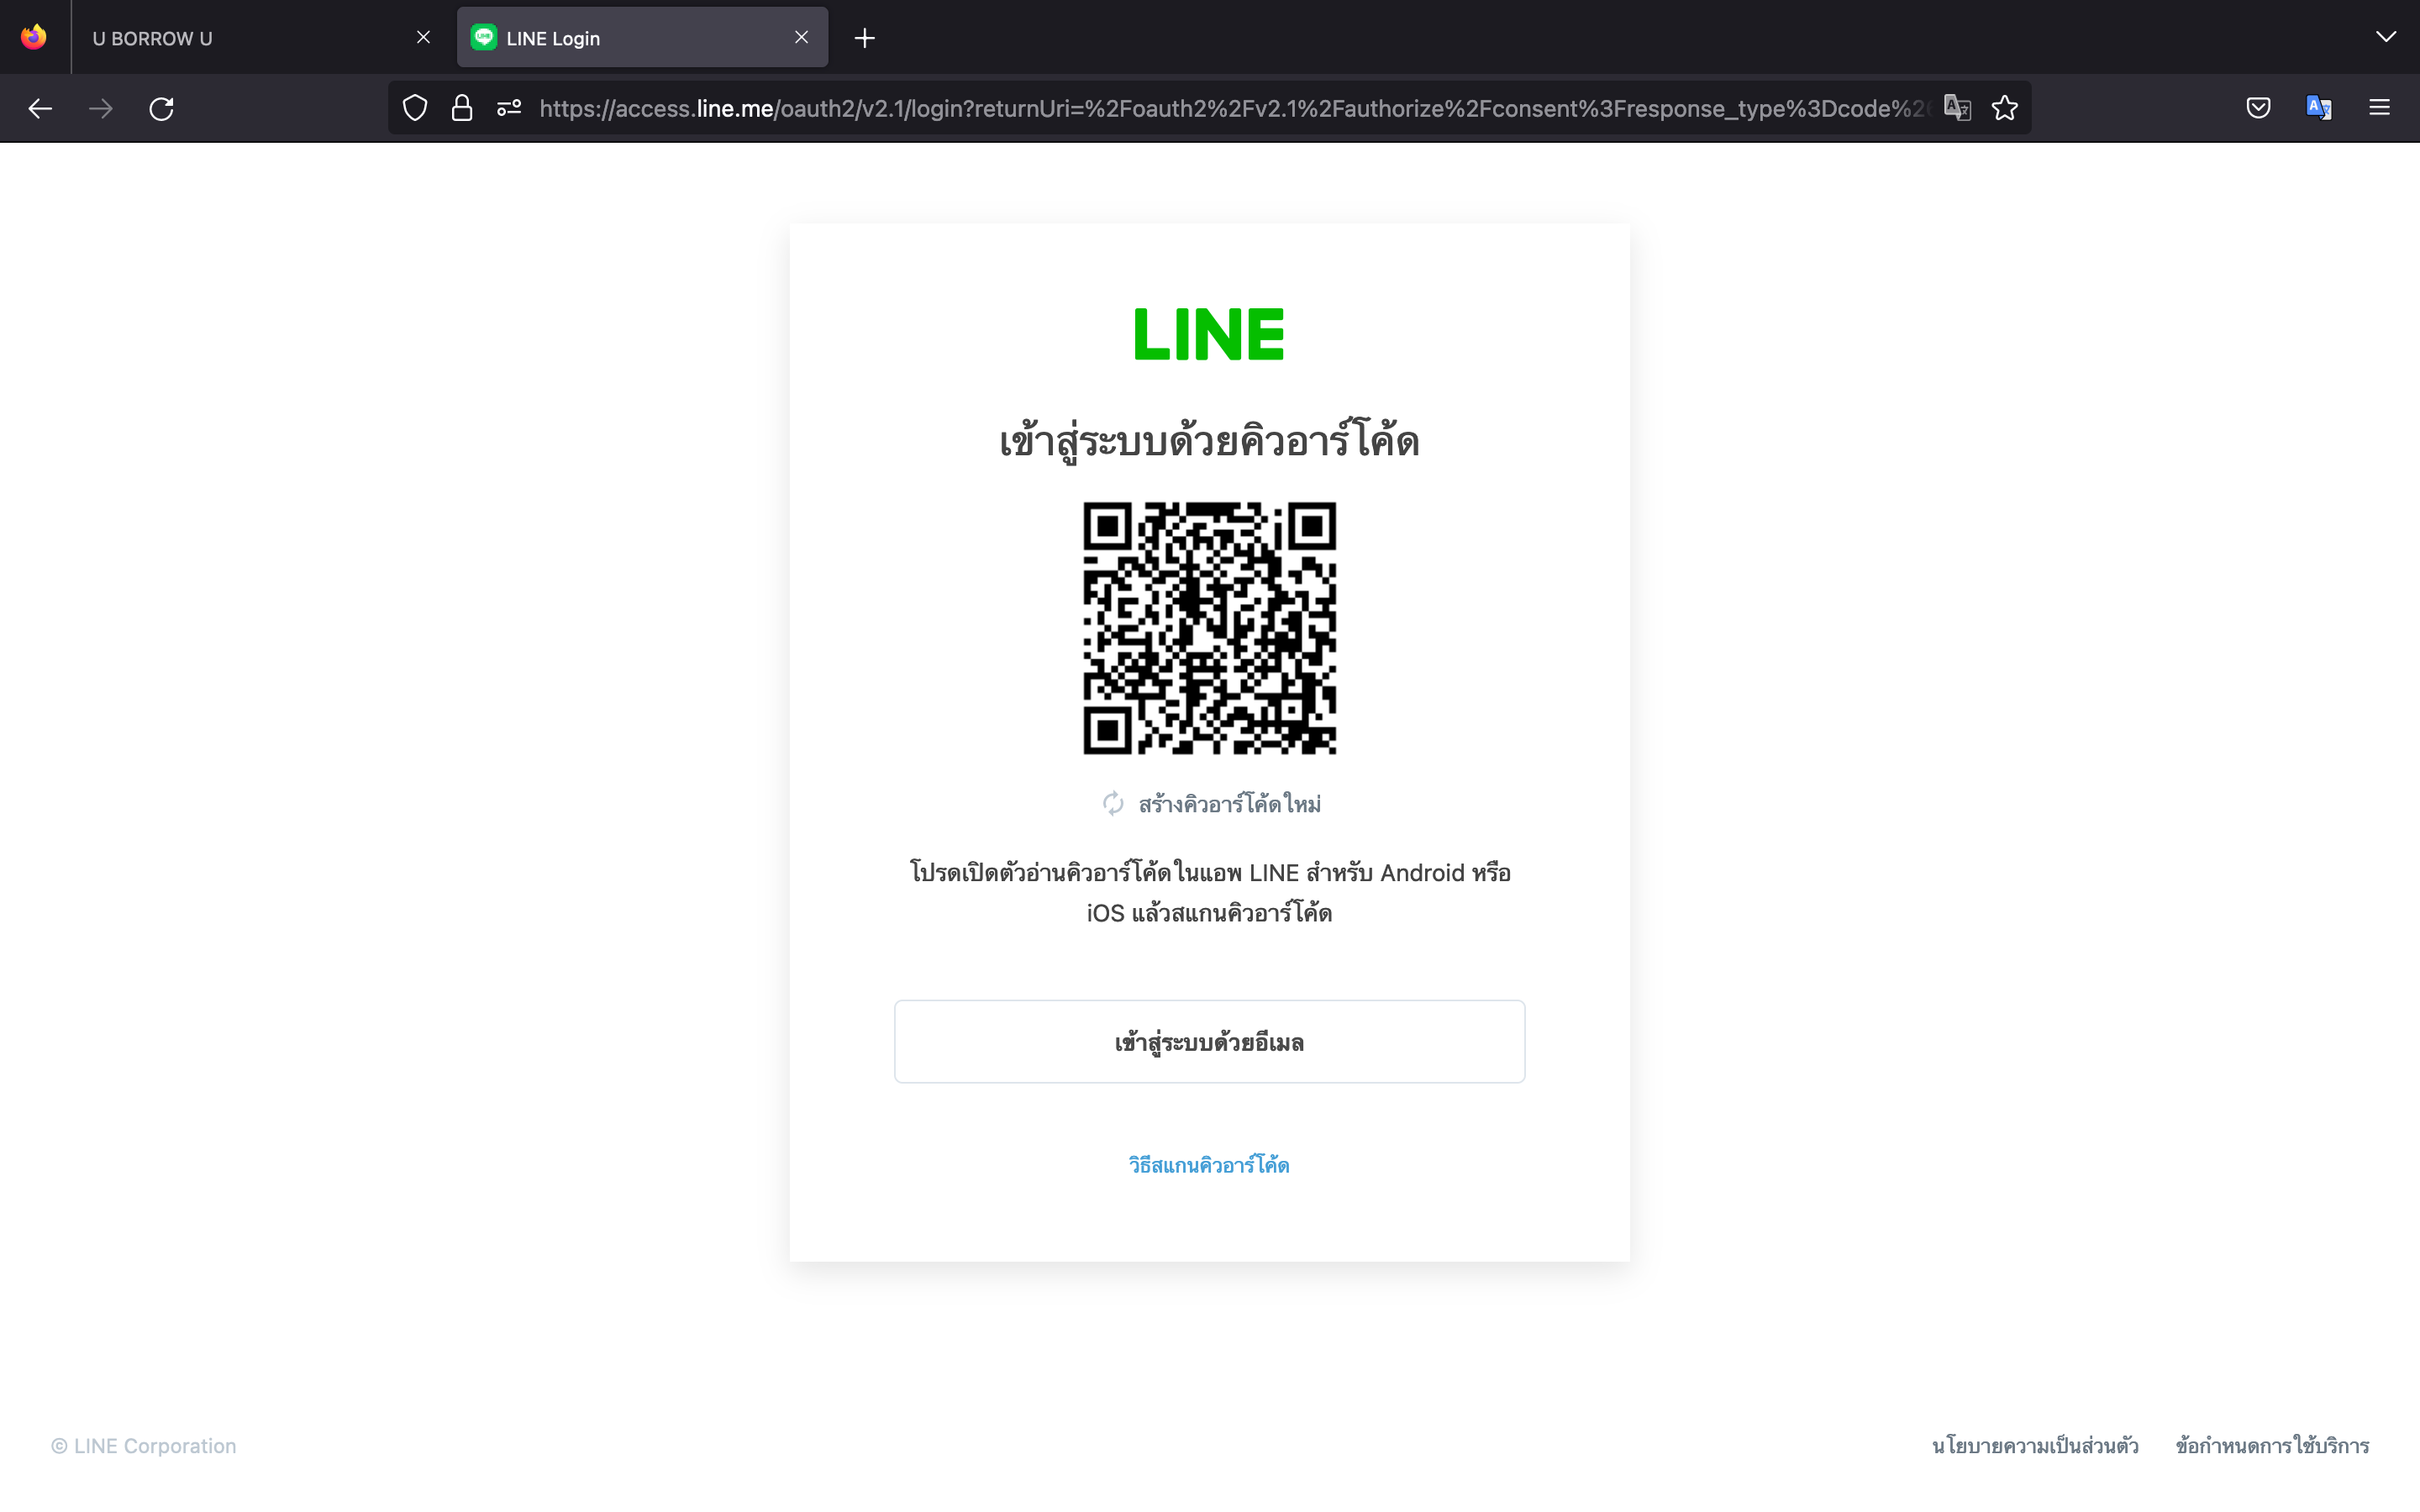 U BORROW U
LINE Login
https://access.line.me/oauth2/v2.1/login?returnUri=%2Foauth2%2Fv2.1%2Fauthorize%2Fconsent%3Fresponse_type%3Dcode%2
LINE
เข้าสู่ระบบด้วยคิวอาร์โค้ด
สร้างคิวอาร์โค้ดใหม่
โปรดเปิดตัวอ่านคิวอาร์โค้ดในแอพ LINE สำหรับ Android หรือ
iOS แล้วสแกนคิวอาร์โค้ด
เข้าสู่ระบบด้วยอีเมล
วิธีสแกนคิวอาร์โค้ด
© LINE Corporation
นโยบายความเป็นส่วนตัว ข้อกำหนดการใช้บริการ